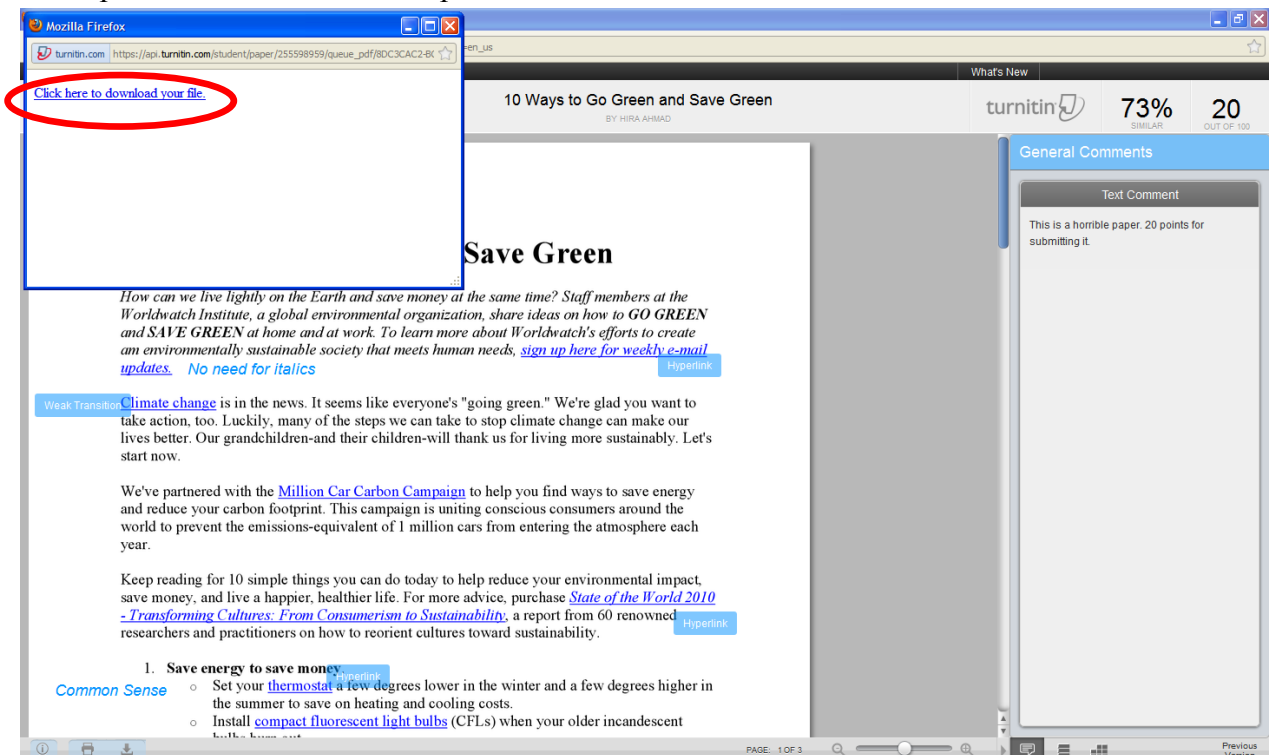 Mozilla Firefox
turnitin.com https://api.turnitin.com/student/paper/255598959/queue_pdf/8DC3CAC2-B
=en_us
Click here to download your file.
What's New
10 Ways to Go Green and Save Green
BY HIRA AHMAD
turnitin
73%
SIMILAR
20
OUT OF 100
General Comments
Text Comment
This is a horrible paper. 20 points for
submitting it.
Save Green
How can we live lightly on the Earth and save money at the same time? Staff members at the
Worldwatch Institute, a global environmental organization, share ideas on how to GO GREEN
and SAVE GREEN at home and at work. To learn more about Worldwatch's efforts to create
am environmentally sustainable society that meets human needs, sign up here for weekly e-mail
updates. No need for italics
Hyperlink
Weak Transition
Climate change is in the news. It seems like everyone's "going green." We're glad you want to
take action, too. Luckily, many of the steps we can take to stop climate change can make our
lives better. Our grandchildren-and their children-will thank us for living more sustainably. Let's
start now.
We've partnered with the Million Car Carbon Campaign to help you find ways to save energy
and reduce your carbon footprint. This campaign is uniting conscious consumers around the
world to prevent the emissions-equivalent of 1 million cars from entering the atmosphere each
year.
Keep reading for 10 simple things you can do today to help reduce your environmental impact,
save money, and live a happier, healthier life. For more advice, purchase State of the World 2010
- Transforming Cultures: From Consumerism to Sustainability, a report from 60 renowned
Hyperlink
researchers and practitioners on how to reorient cultures toward sustainability.
1. Save energy to save money.
Hyperlink
Common Sense
○ Set your thermostat a few degrees lower in the winter and a few degrees higher in
the summer to save on heating and cooling costs.
○ Install compact fluorescent light bulbs (CFLs) when your older incandescent
bulbs burn out.
PAGE: 1 OF 3
Previous
Version